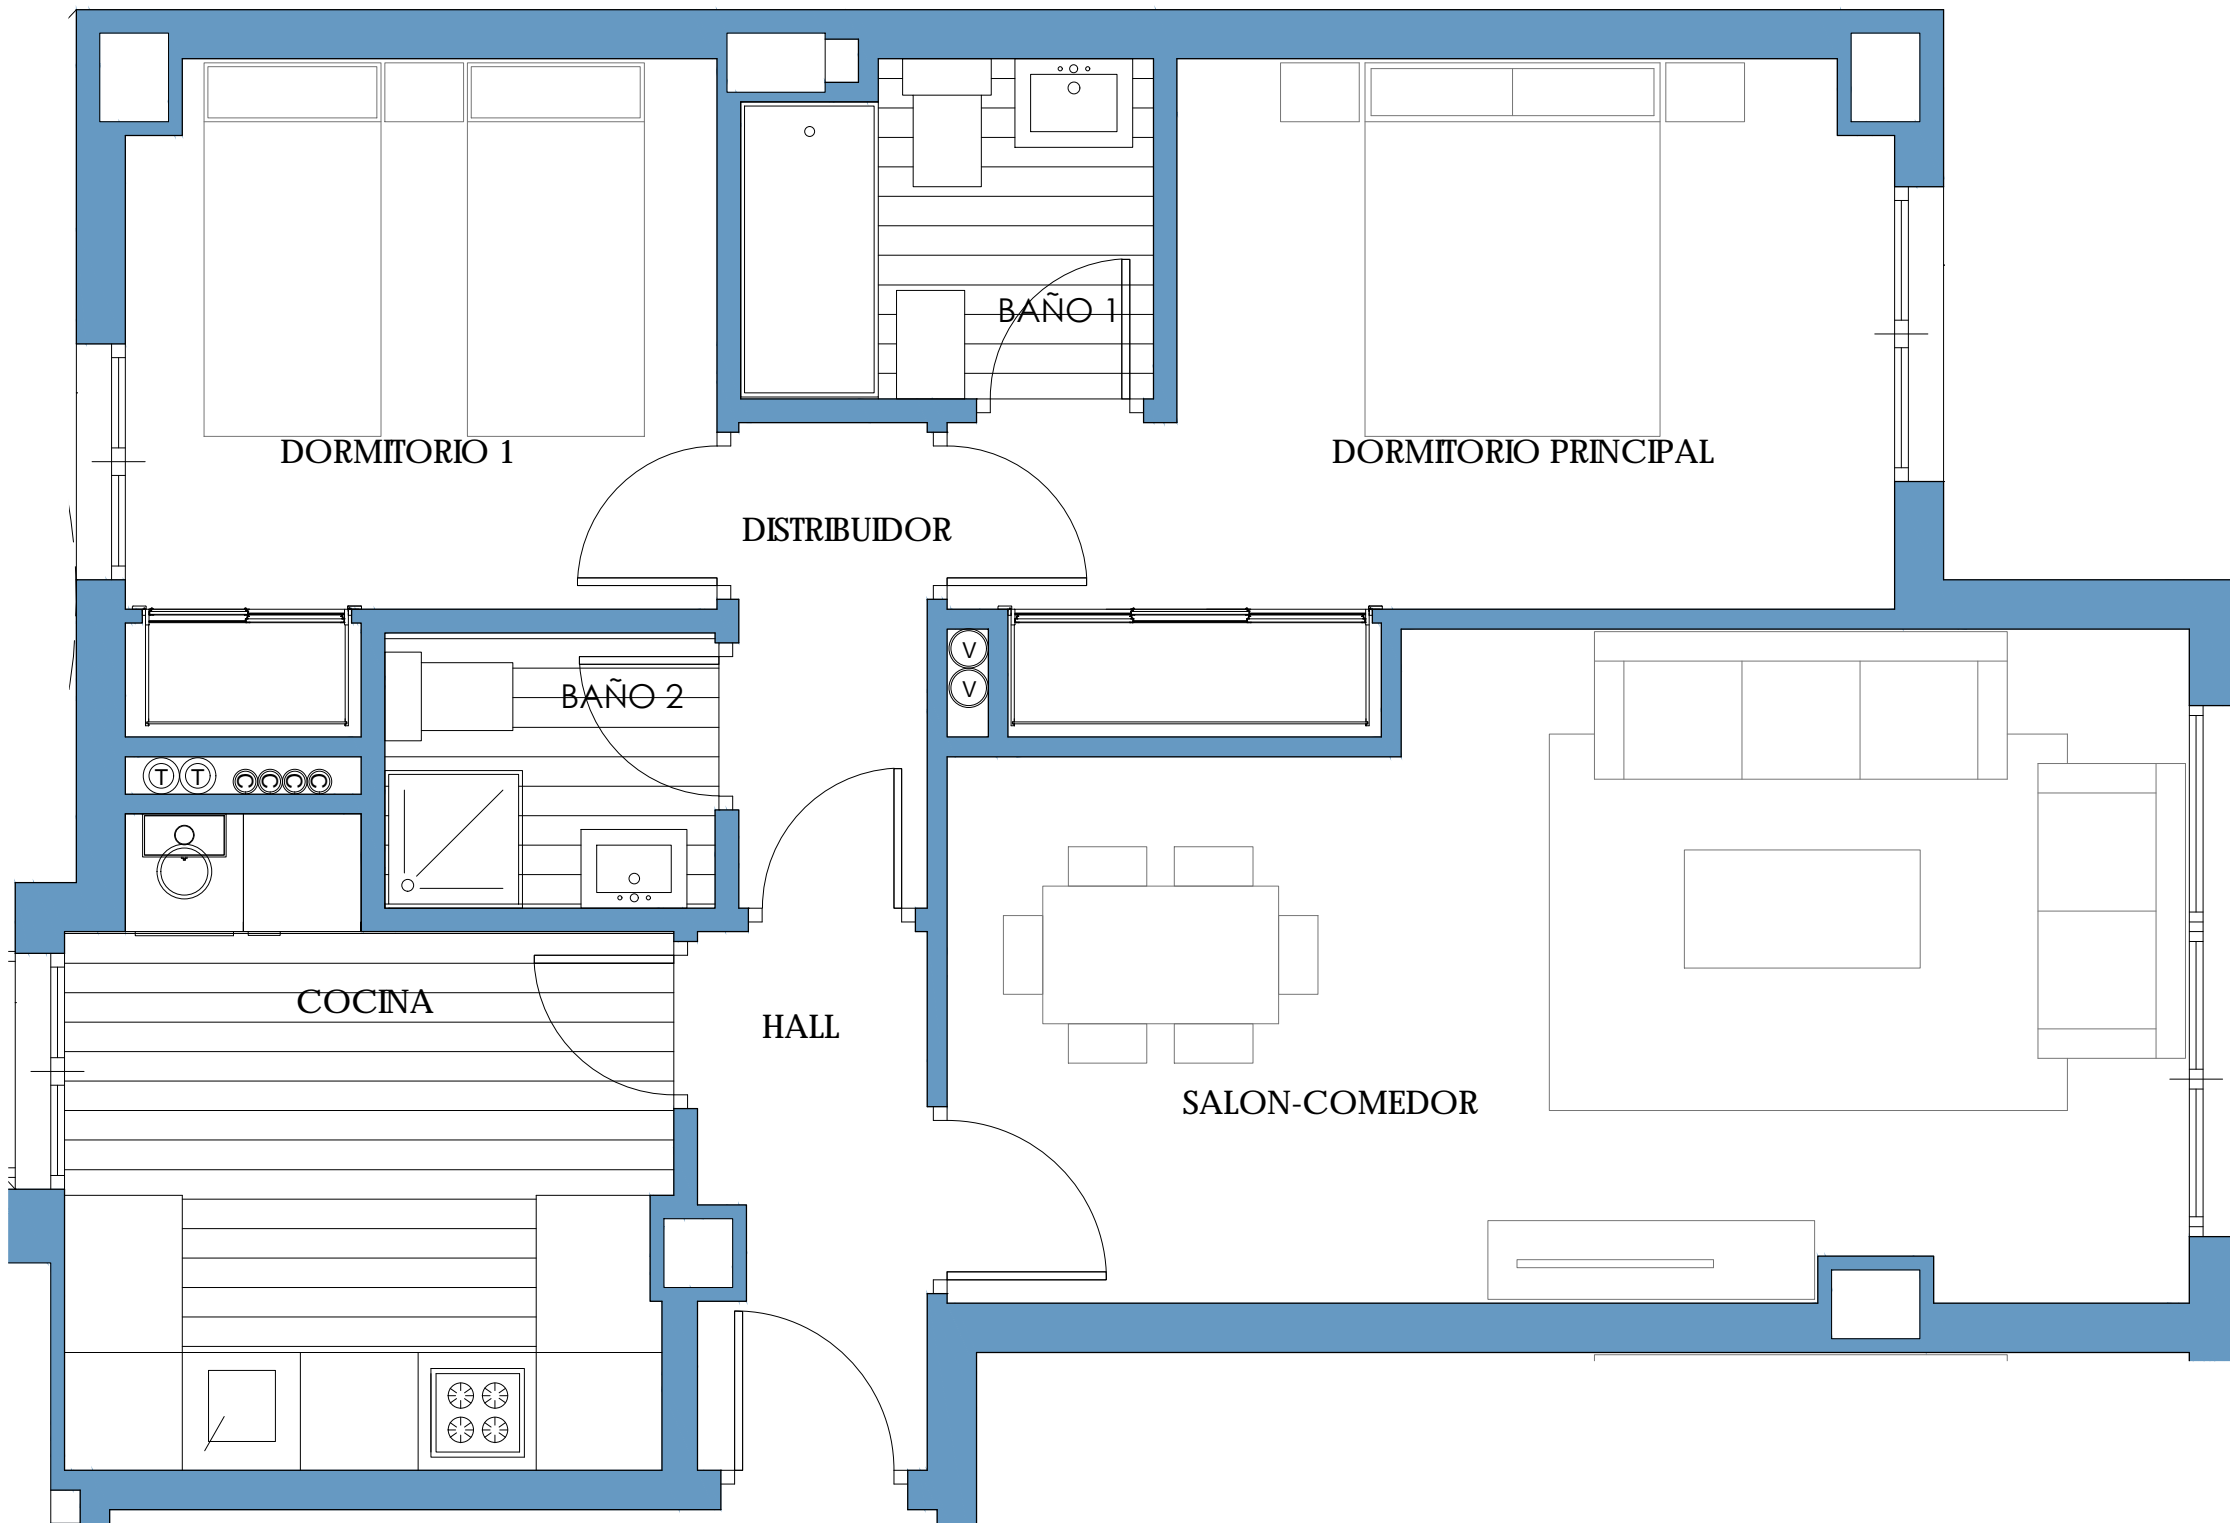 BAÑO 1
DORMITORIO 1
DORMITORIO PRINCIPAL
DISTRIBUIDOR
V
V
BAÑO 2
T T C C C C
COCINA
HALL
SALON-COMEDOR